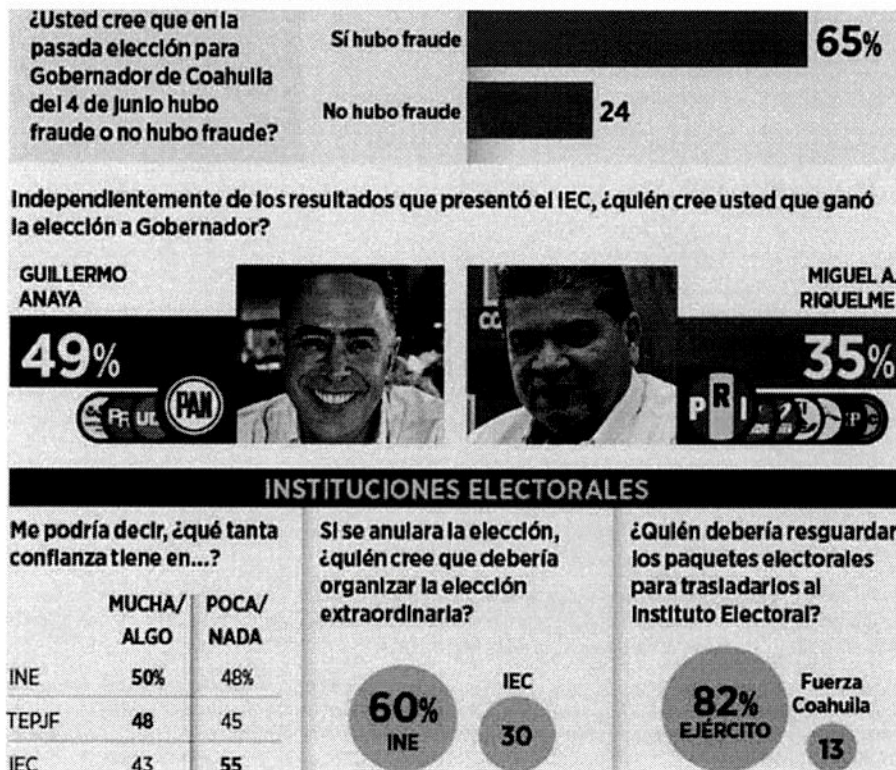 ¿Usted cree que en la
pasada elección para
Gobernador de Coahuila
del 4 de junio hubo
fraude o no hubo fraude?
Sí hubo fraude
65%
No hubo fraude
24
Independientemente de los resultados que presentó el IEC, ¿quién cree usted que ganó
la elección a Gobernador?
GUILLERMO
ANAYA
49%
UD
PAN
MIGUEL A.
RIQUELME
35%
PRI
INSTITUCIONES ELECTORALES
Me podría decir, ¿qué tanta
confianza tiene en...?
MUCHA/
ALGO
POCA/
NADA
INE
50%
48%
TEPJF
48
45
IEC
43
55
Si se anulara la elección,
¿quién cree que debería
organizar la elección
extraordinaria?
60%
INE
IEC
30
¿Quién debería resguardar
los paquetes electorales
para trasladarlos al
Instituto Electoral?
82%
EJÉRCITO
Fuerza
Coahuila
13